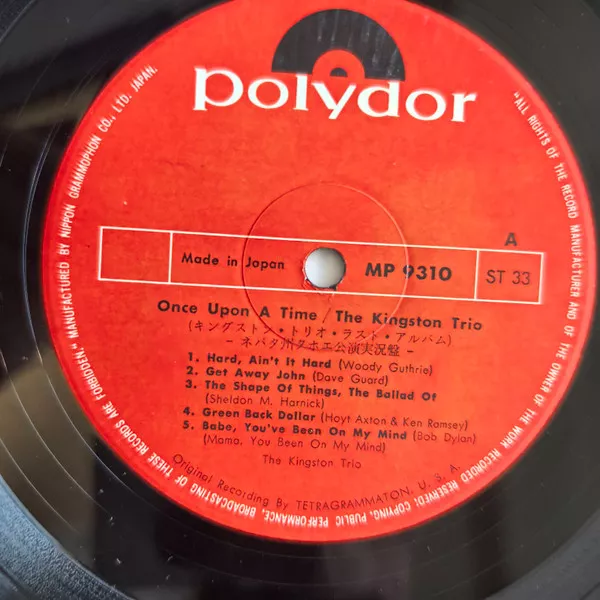 polydor
A
Made in Japan
MP 9310
ST 33
Once Upon A Time / The Kingston Trio
(キングストン・トリオ・ラスト・アルバム)
– ネバタ州タホエ公演実況盤 –
1. Hard, Ain't It Hard (Woody Guthrie)
2. Get Away John (Dave Guard)
3. The Shape Of Things, The Ballad Of
(Sheldon M. Harnick)
4. Green Back Dollar (Hoyt Axton & Ken Ramsey)
5. Babe, You've Been On My Mind (Bob Dylan)
(Mama, You Been On My Mind)
The Kingston Trio
Original Recording By TETRAGRAMMATON, U. S. A.
"ALL RIGHTS OF THE RECORD MANUFACTURER AND OF THE OWNER OF THE WORK RECORDED RESERVED; COPYING, PUBLIC PERFORMANCE, BROADCASTING OF THESE RECORDS ARE FORBIDDEN" MANUFACTURED BY NIPPON GRAMMOPHON CO., LTD. JAPAN.